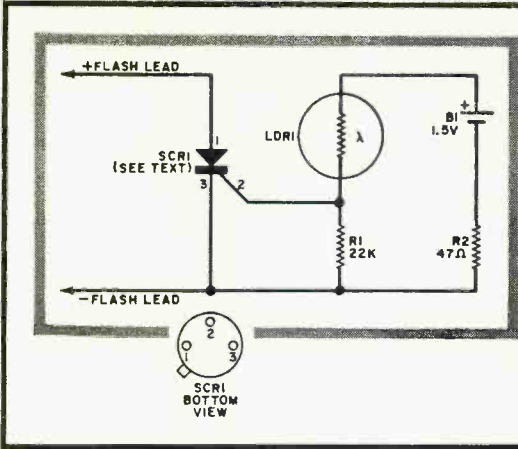 +FLASH LEAD
1
SCR1
(SEE TEXT)
3
2
LDR1
λ
+
B1
1.5V
R1
22K
R2
47Ω
-FLASH LEAD
2
1
3
SCR1
BOTTOM
VIEW